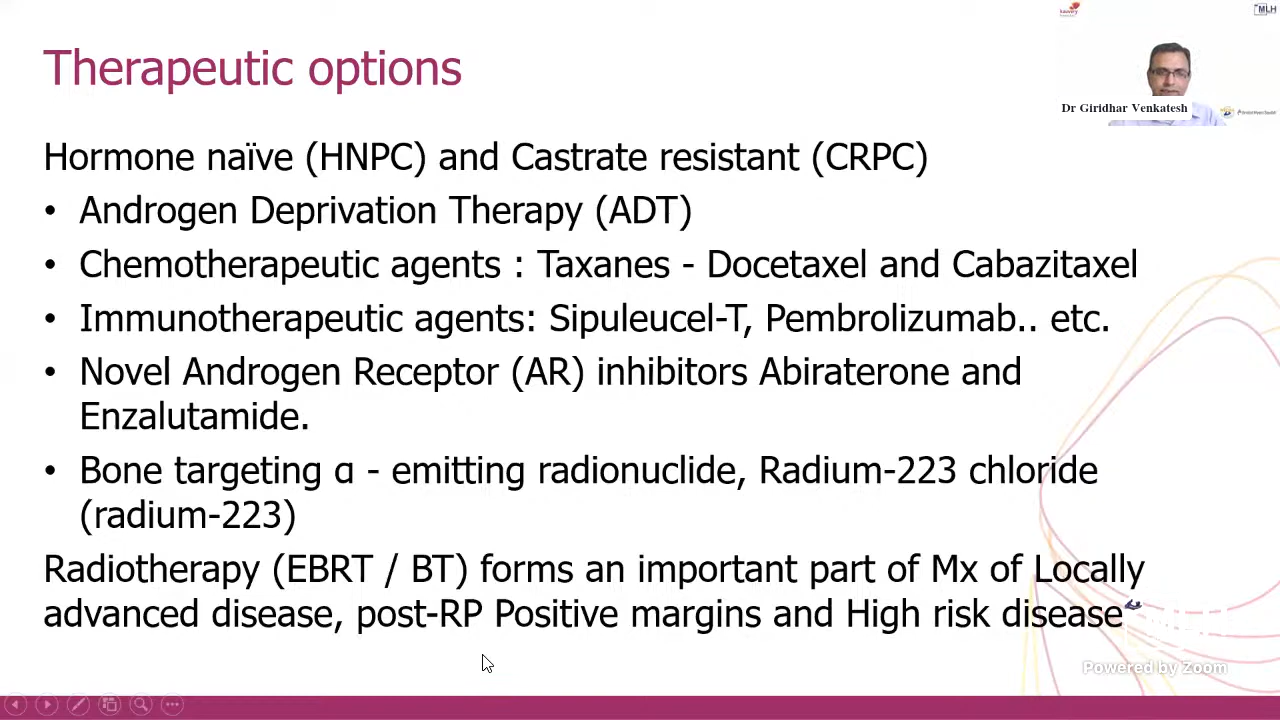 kauvery
MLH
Therapeutic options
Dr Giridhar Venkatesh
Hormone naïve (HNPC) and Castrate resistant (CRPC)
• Androgen Deprivation Therapy (ADT)
• Chemotherapeutic agents : Taxanes - Docetaxel and Cabazitaxel
• Immunotherapeutic agents: Sipuleucel-T, Pembrolizumab.. etc.
• Novel Androgen Receptor (AR) inhibitors Abiraterone and
Enzalutamide.
• Bone targeting ɑ - emitting radionuclide, Radium-223 chloride
(radium-223)
Radiotherapy (EBRT / BT) forms an important part of Mx of Locally
advanced disease, post-RP Positive margins and High risk disease
MLH
Powered by Zoom